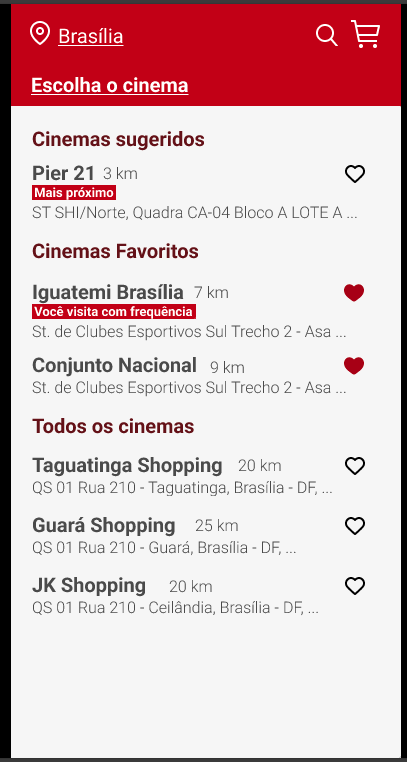 Brasília
Escolha o cinema
Cinemas sugeridos
Pier 21 3 km
Mais próximo
ST SHI/Norte, Quadra CA-04 Bloco A LOTE A ...
Cinemas Favoritos
Iguatemi Brasília 7 km
Você visita com frequência
St. de Clubes Esportivos Sul Trecho 2 - Asa ...
Conjunto Nacional 9 km
St. de Clubes Esportivos Sul Trecho 2 - Asa ...
Todos os cinemas
Taguatinga Shopping 20 km
QS 01 Rua 210 - Taguatinga, Brasília - DF, ...
Guará Shopping 25 km
QS 01 Rua 210 - Guará, Brasília - DF, ...
JK Shopping 20 km
QS 01 Rua 210 - Ceilândia, Brasília - DF, ...